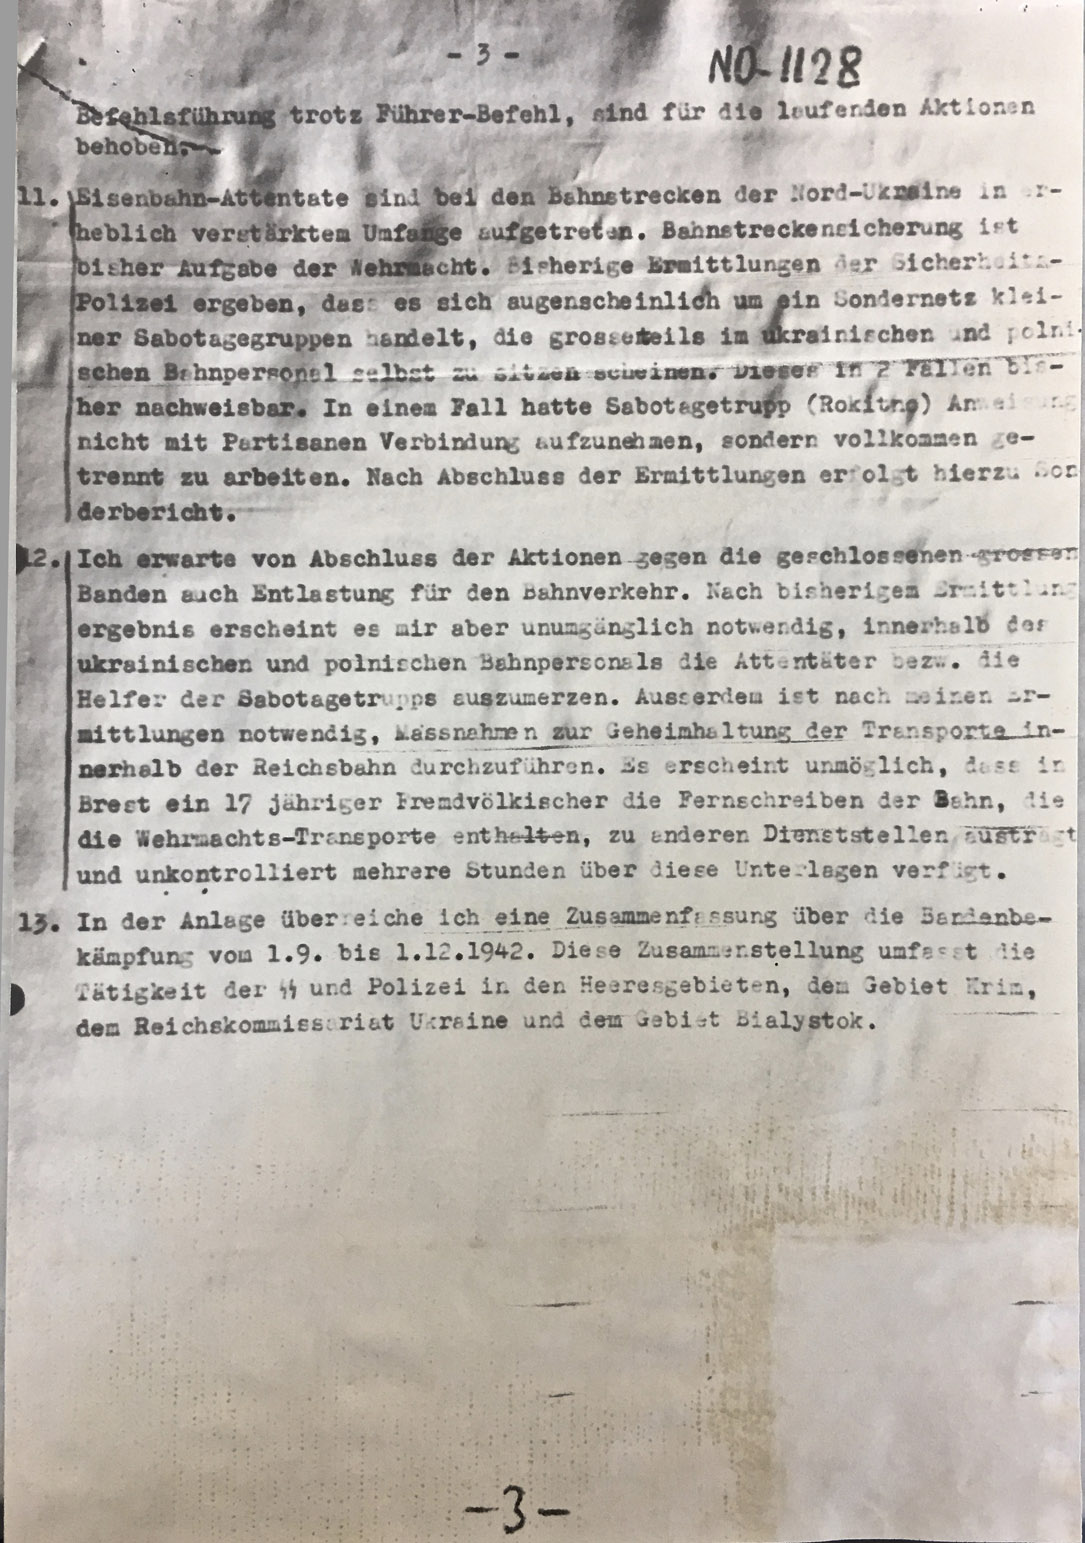 - 3 -
NO-1128
Befehlsführung trotz Führer-Befehl, sind für die laufenden Aktionen
behoben.
11. Eisenbahn-Attentate sind bei den Bahnstrecken der Nord-Ukraine in er-
heblich verstärktem Umfange aufgetreten. Bahnstreckensicherung ist
bisher Aufgabe der Wehrmacht. Bisherige Ermittlungen der Sicherheits-
Polizei ergeben, dass es sich augenscheinlich um ein Sondernetz klei-
ner Sabotagegruppen handelt, die grossenteils im ukrainischen und polni-
schen Bahnpersonal selbst zu sitzen scheinen. Dieses in 2 Fällen bis-
her nachweisbar. In einem Fall hatte Sabotagetrupp (Rokitno) Anweisung
nicht mit Partisanen Verbindung aufzunehmen, sondern vollkommen ge-
trennt zu arbeiten. Nach Abschluss der Ermittlungen erfolgt hierzu Son
derbericht.
12. Ich erwarte von Abschluss der Aktionen gegen die geschlossenen grossen
Banden auch Entlastung für den Bahnverkehr. Nach bisherigem Ermittlung
ergebnis erscheint es mir aber unumgänglich notwendig, innerhalb des
ukrainischen und polnischen Bahnpersonals die Attentäter bezw. die
Helfer der Sabotagetrupps auszumerzen. Ausserdem ist nach meinen Er-
mittlungen notwendig, Massnahmen zur Geheimhaltung der Transporte in-
nerhalb der Reichsbahn durchzuführen. Es erscheint unmöglich, dass in
Brest ein 17 jähriger Fremdvölkischer die Fernschreiben der Bahn, die
die Wehrmachts-Transporte enthalten, zu anderen Dienststellen austrägt
und unkontrolliert mehrere Stunden über diese Unterlagen verfügt.
13. In der Anlage überreiche ich eine Zusammenfassung über die Bandenbe-
kämpfung vom 1.9. bis 1.12.1942. Diese Zusammenstellung umfasst die
Tätigkeit der ᛋᛋ und Polizei in den Heeresgebieten, dem Gebiet Krim,
dem Reichskommissariat Ukraine und dem Gebiet Bialystok.
-3-